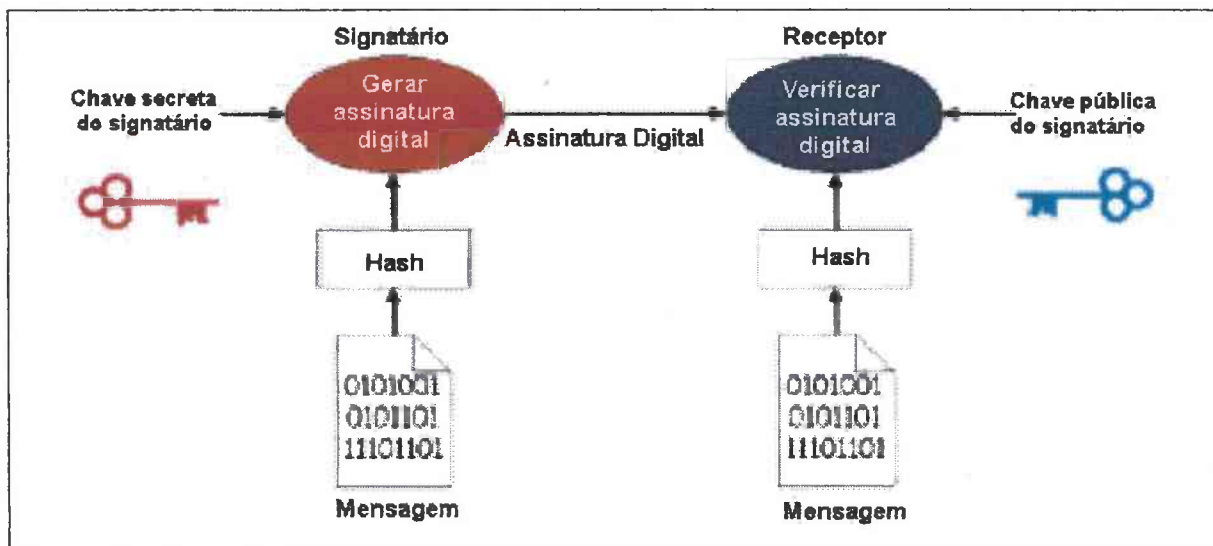 Signatário
Receptor
Chave secreta
do signatário
Gerar
assinatura
digital
Assinatura Digital
Verificar
assinatura
digital
Chave pública
do signatário
Hash
Hash
0101001
0101101
11101101
Mensagem
0101001
0101101
11101101
Mensagem